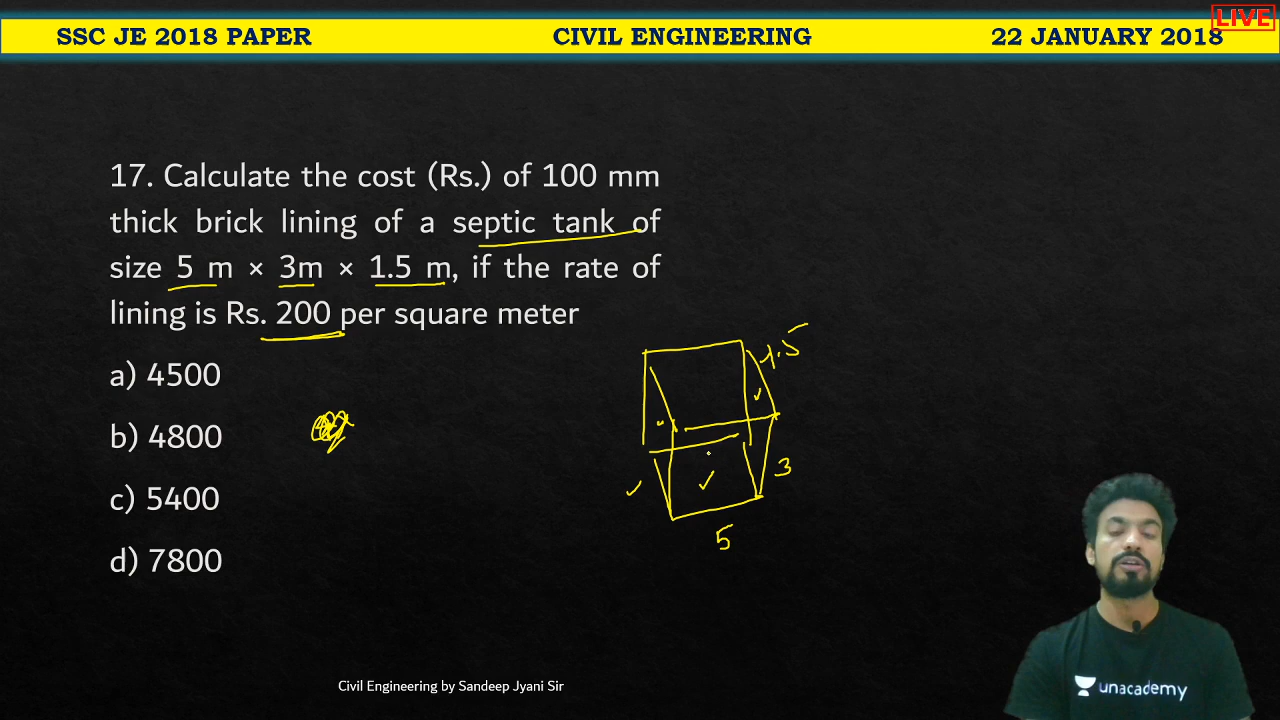 LIVE
SSC JE 2018 PAPER CIVIL ENGINEERING 22 JANUARY 2018
17. Calculate the cost (Rs.) of 100 mm
thick brick lining of a septic tank of
size 5 m × 3m × 1.5 m, if the rate of
lining is Rs. 200 per square meter
a) 4500
b) 4800
c) 5400
d) 7800
1.5
3
5
unacademy
Civil Engineering by Sandeep Jyani Sir